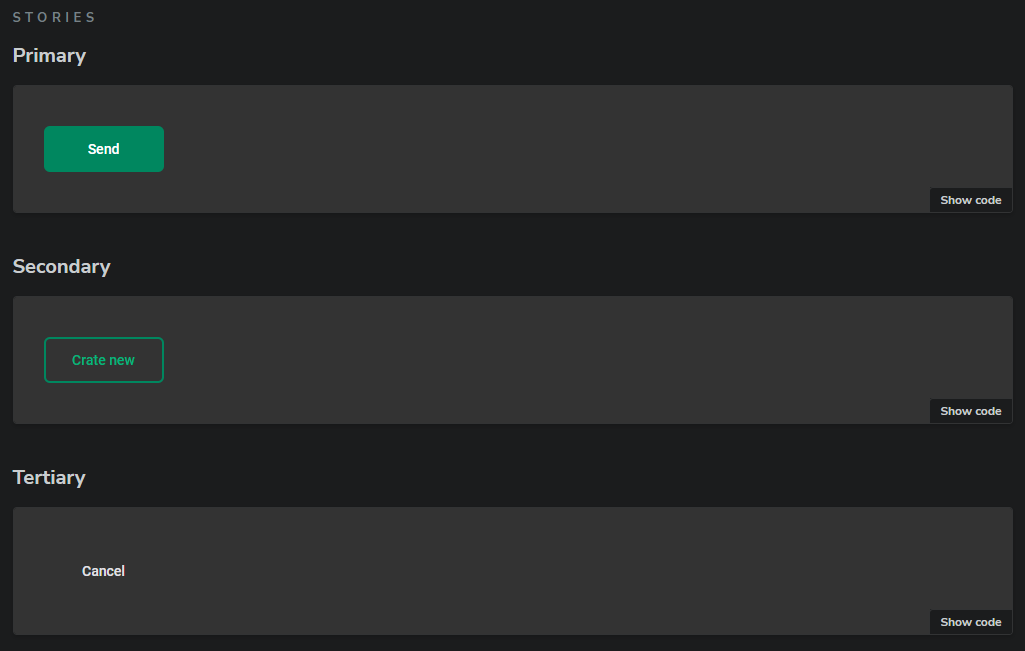 STORIES
Primary
Send
Show code
Secondary
Crate new
Show code
Tertiary
Cancel
Show code